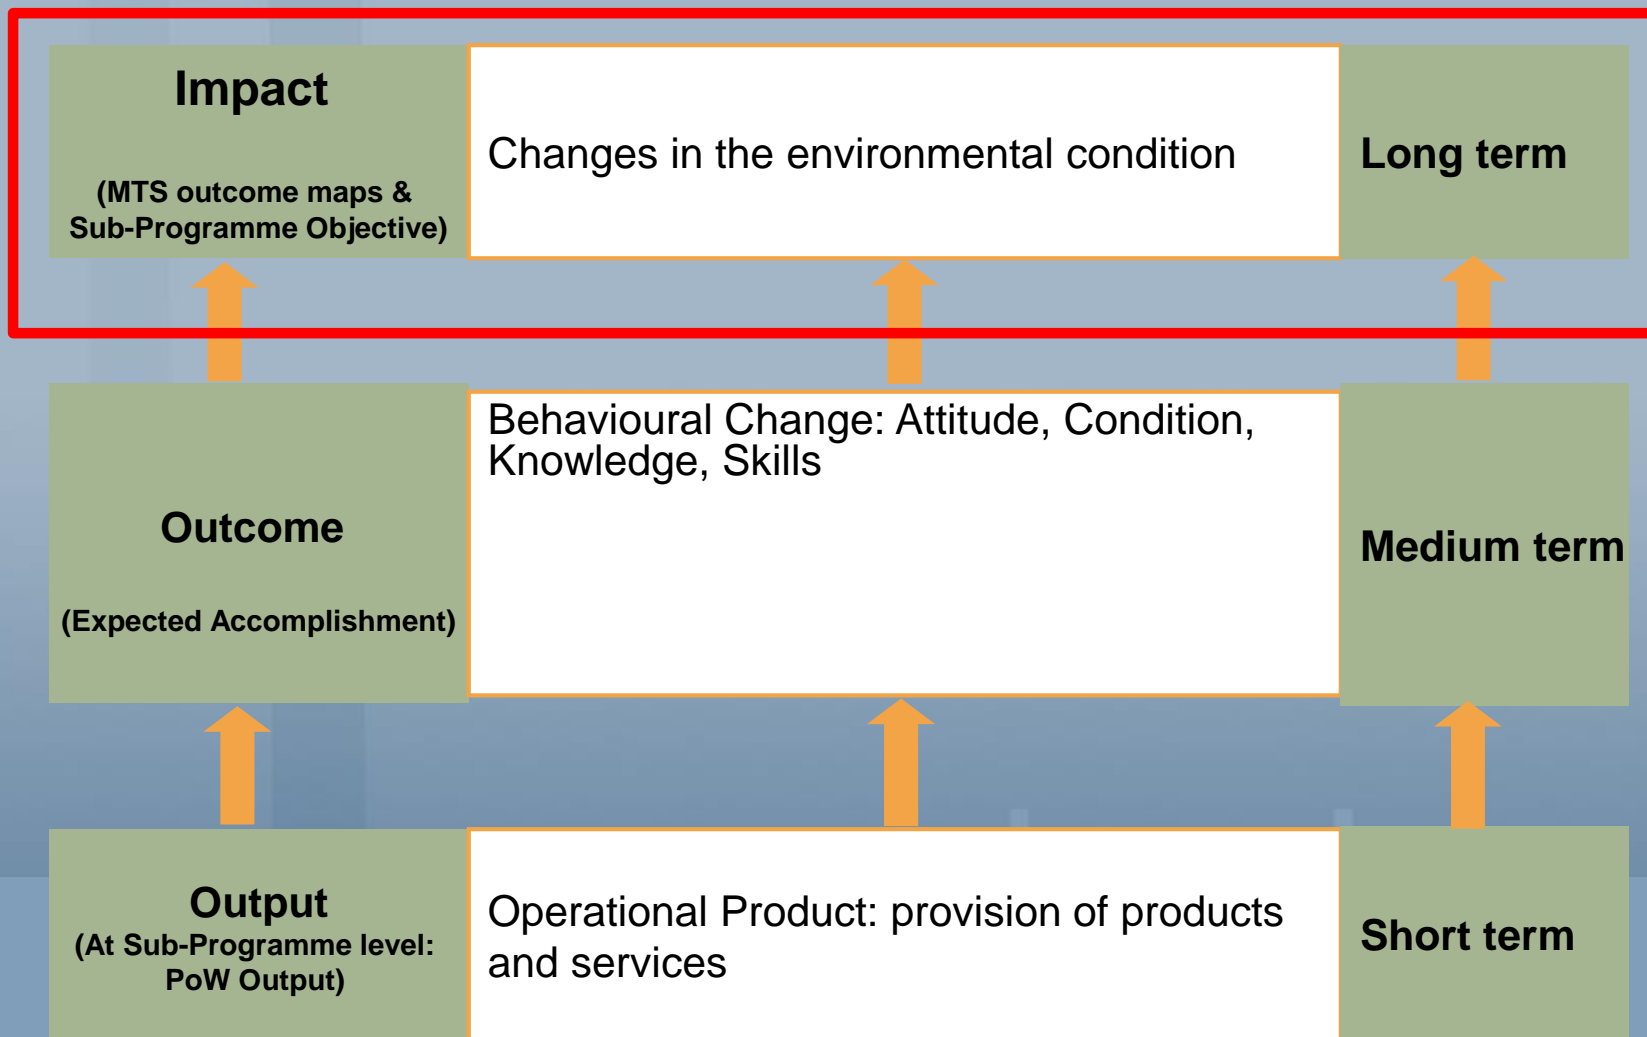 Impact
(MTS outcome maps &
Sub-Programme Objective)
Changes in the environmental condition
Long term
Outcome
(Expected Accomplishment)
Behavioural Change: Attitude, Condition,
Knowledge, Skills
Medium term
Output
(At Sub-Programme level:
PoW Output)
Operational Product: provision of products
and services
Short term